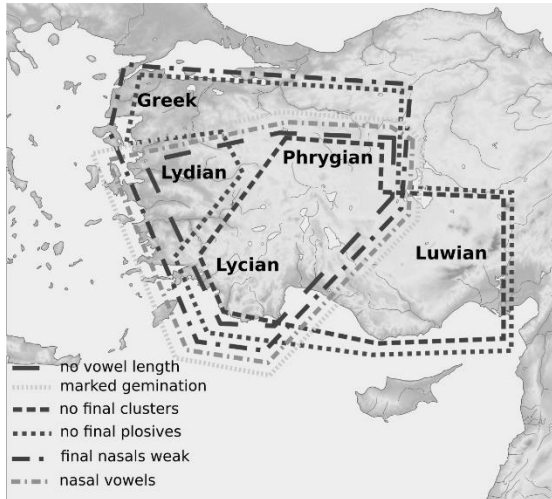 Greek
Phrygian
Lydian
Luwian
Lycian
no vowel length
marked gemination
no final clusters
no final plosives
final nasals weak
nasal vowels